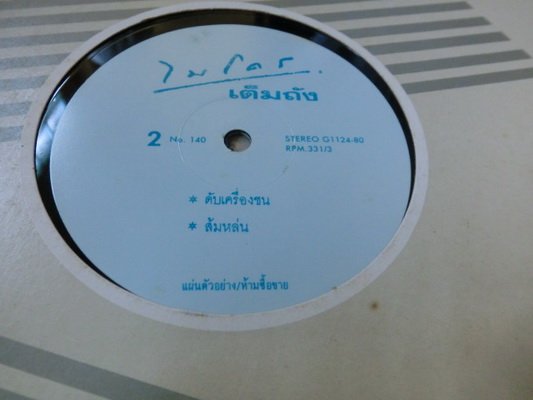 ไมโคร
เต็มถัง
2 No. 140
STEREO G1124-80
RPM.331/3
* ดับเครื่องชน
* ส้มหล่น
แผ่นตัวอย่าง/ห้ามซื้อขาย